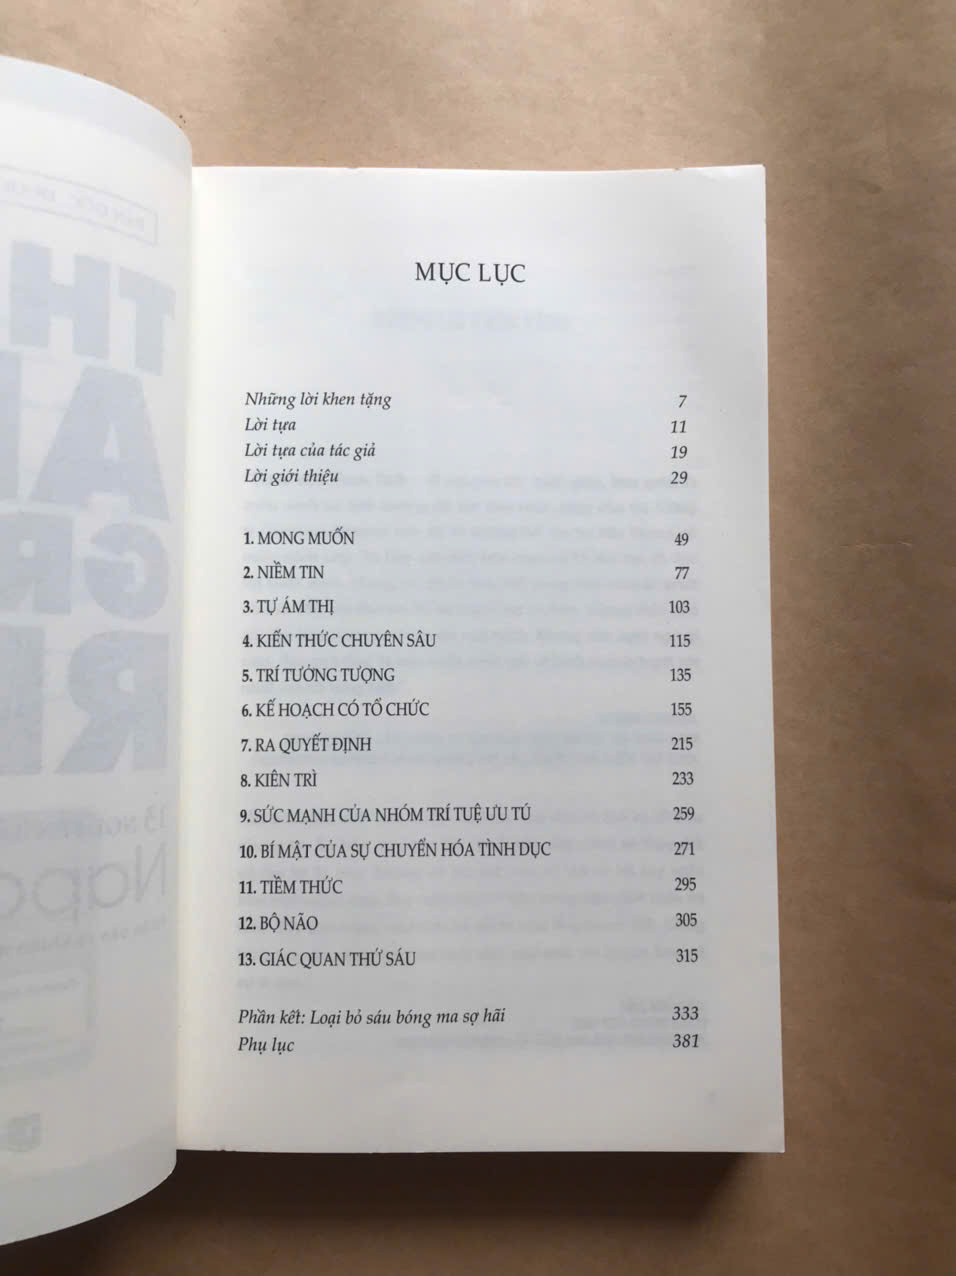 MỤC LỤC
Những lời khen tặng 7
Lời tựa 11
Lời tựa của tác giả 19
Lời giới thiệu 29
1. MONG MUỐN 49
2. NIỀM TIN 77
3. TỰ ÁM THỊ 103
4. KIẾN THỨC CHUYÊN SÂU 115
5. TRÍ TƯỞNG TƯỢNG 135
6. KẾ HOẠCH CÓ TỔ CHỨC 155
7. RA QUYẾT ĐỊNH 215
8. KIÊN TRÌ 233
9. SỨC MẠNH CỦA NHÓM TRÍ TUỆ ƯU TÚ 259
10. BÍ MẬT CỦA SỰ CHUYỂN HÓA TÌNH DỤC 271
11. TIỀM THỨC 295
12. BỘ NÃO 305
13. GIÁC QUAN THỨ SÁU 315
Phần kết: Loại bỏ sáu bóng ma sợ hãi 333
Phụ lục 381